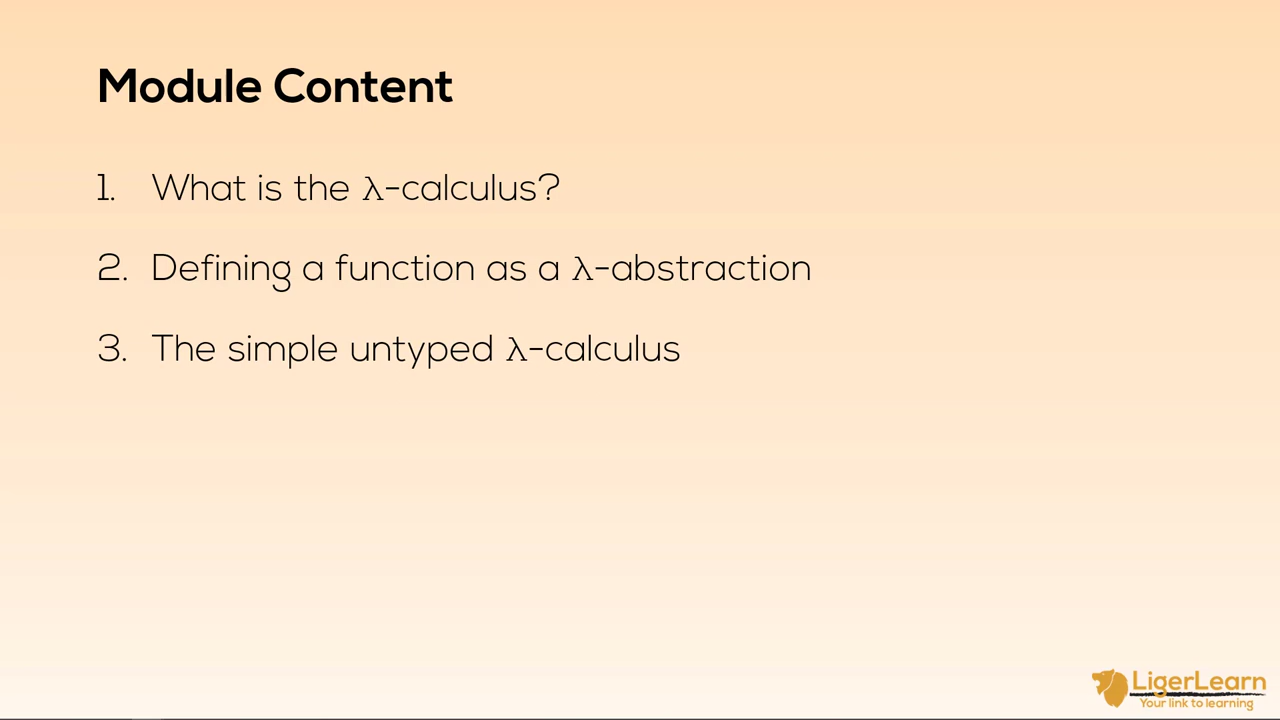 Module Content
1. What is the λ-calculus?
2. Defining a function as a λ-abstraction
3. The simple untyped λ-calculus
LigerLearn
Your link to learning